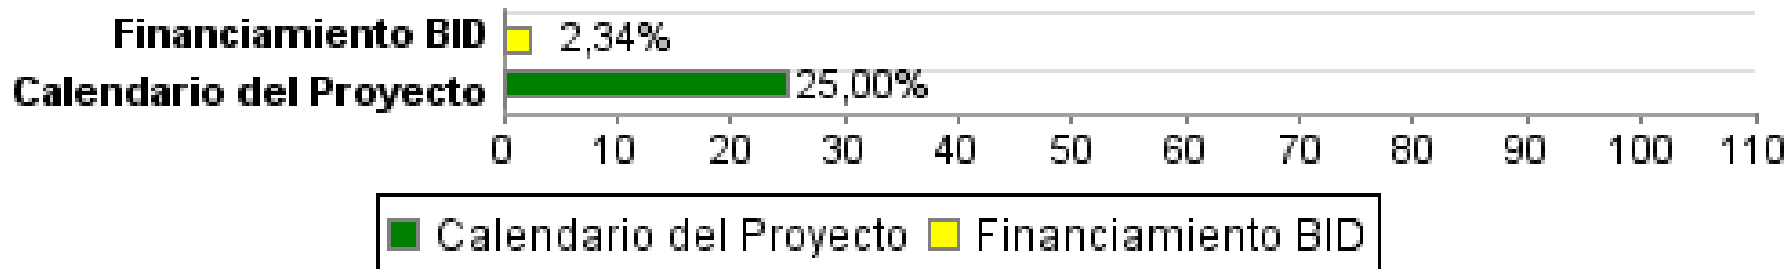 Financiamiento BID 2,34%
Calendario del Proyecto 25,00%
0 10 20 30 40 50 60 70 80 90 100 110
Calendario del Proyecto Financiamiento BID